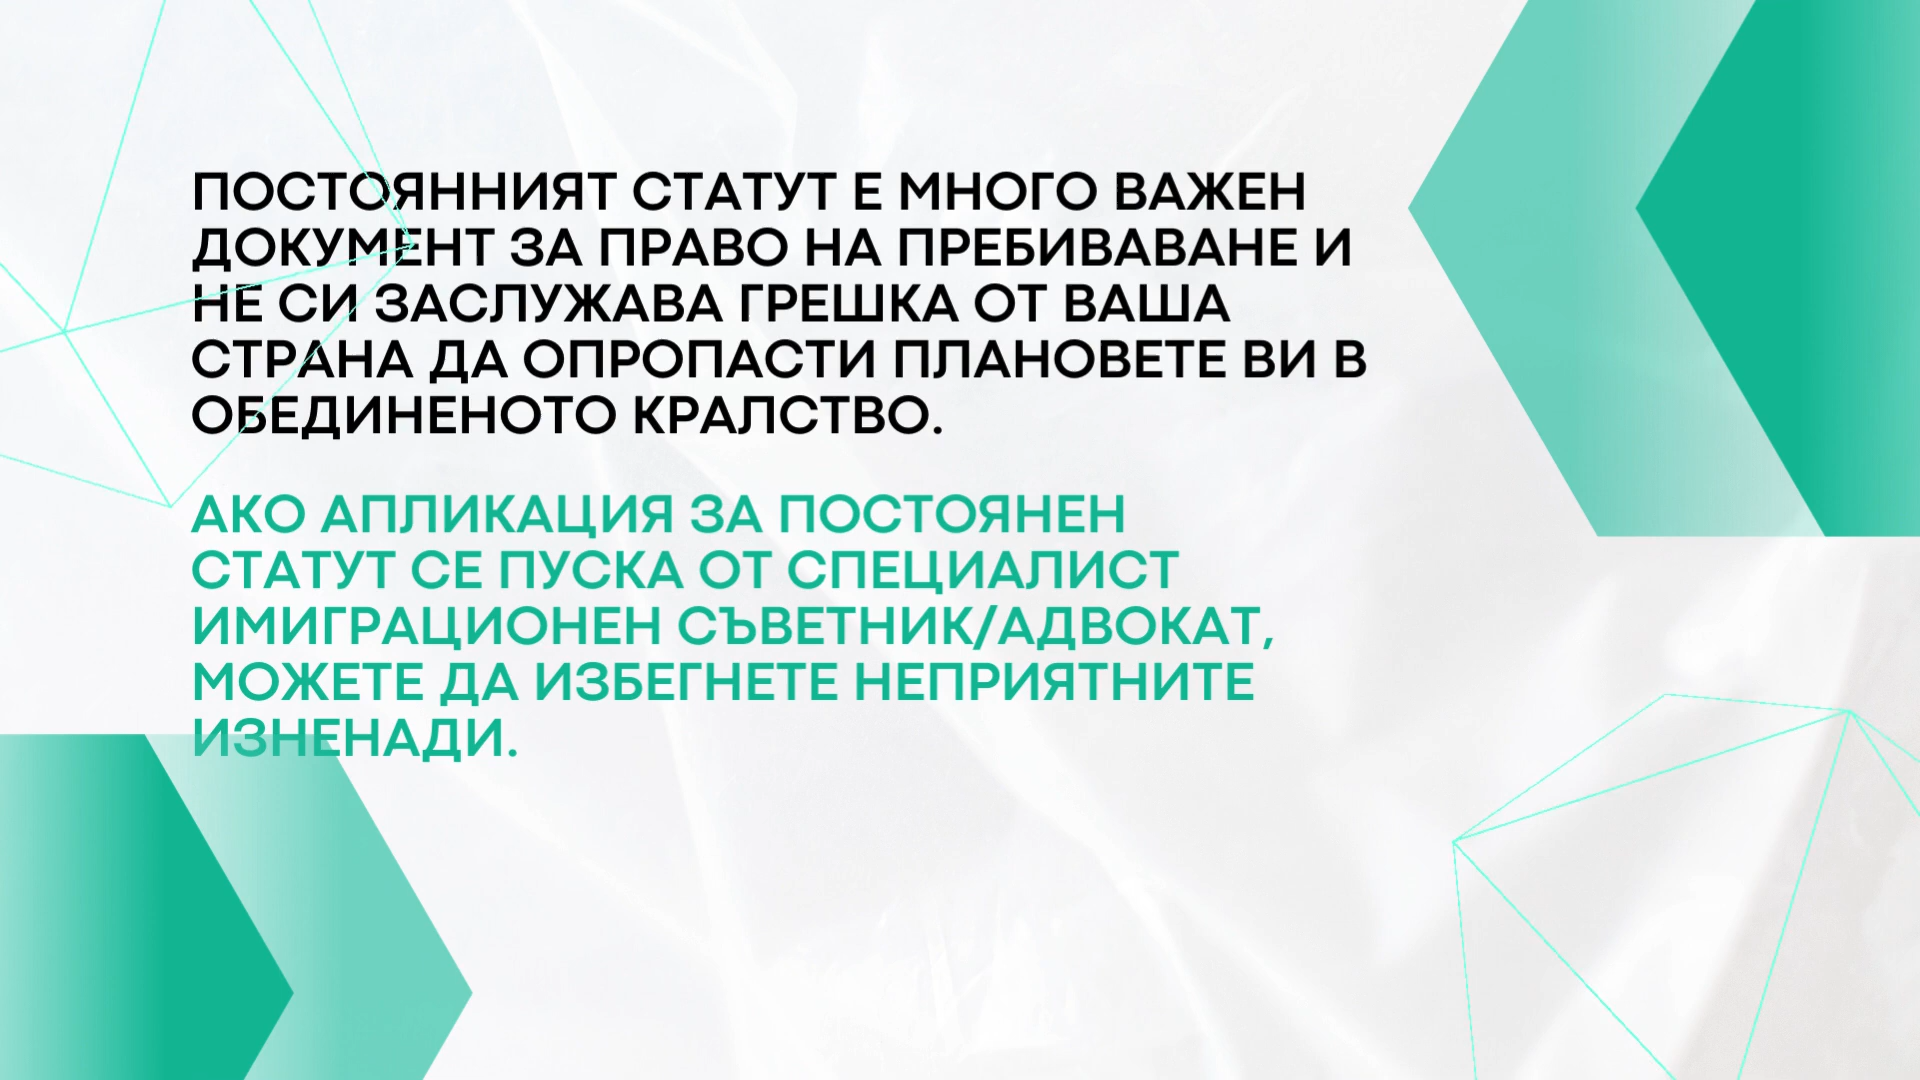 ПОСТОЯННИЯТ СТАТУТ Е МНОГО ВАЖЕН
ДОКУМЕНТ ЗА ПРАВО НА ПРЕБИВАВАНЕ И
НЕ СИ ЗАСЛУЖАВА ГРЕШКА ОТ ВАША
СТРАНА ДА ОПРОПАСТИ ПЛАНОВЕТЕ ВИ В
ОБЕДИНЕНОТО КРАЛСТВО.
АКО АПЛИКАЦИЯ ЗА ПОСТОЯНЕН
СТАТУТ СЕ ПУСКА ОТ СПЕЦИАЛИСТ
ИМИГРАЦИОНЕН СЪВЕТНИК/АДВОКАТ,
МОЖЕТЕ ДА ИЗБЕГНЕТЕ НЕПРИЯТНИТЕ
ИЗНЕНАДИ.